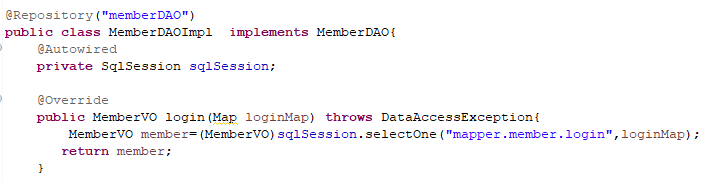 @Repository("memberDAO")
public class MemberDAOImpl  implements MemberDAO{
    @Autowired
    private SqlSession sqlSession;

    @Override
    public MemberVO login(Map loginMap) throws DataAccessException{
        MemberVO member=(MemberVO)sqlSession.selectOne("mapper.member.login",loginMap);
       return member;
    }